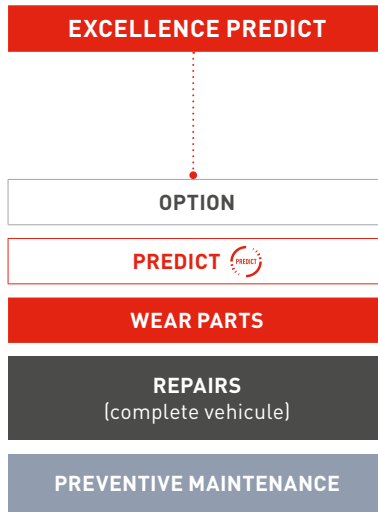 EXCELLENCE PREDICT
OPTION
PREDICT PREDICT
WEAR PARTS
REPAIRS
(complete vehicule)
PREVENTIVE MAINTENANCE